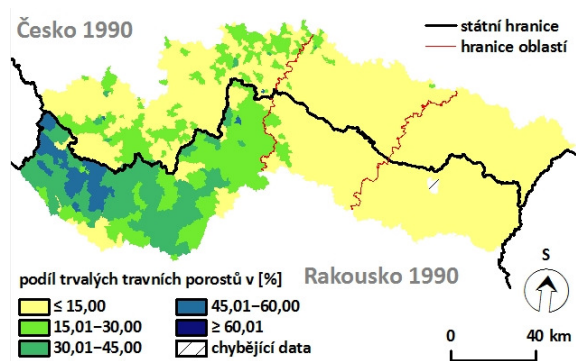 Česko 1990
státní hranice
hranice oblastí
podíl trvalých travních porostů v [%]
≤ 15,00
15,01–30,00
30,01–45,00
45,01–60,00
≥ 60,01
chybějící data
Rakousko 1990
S
0 40 km